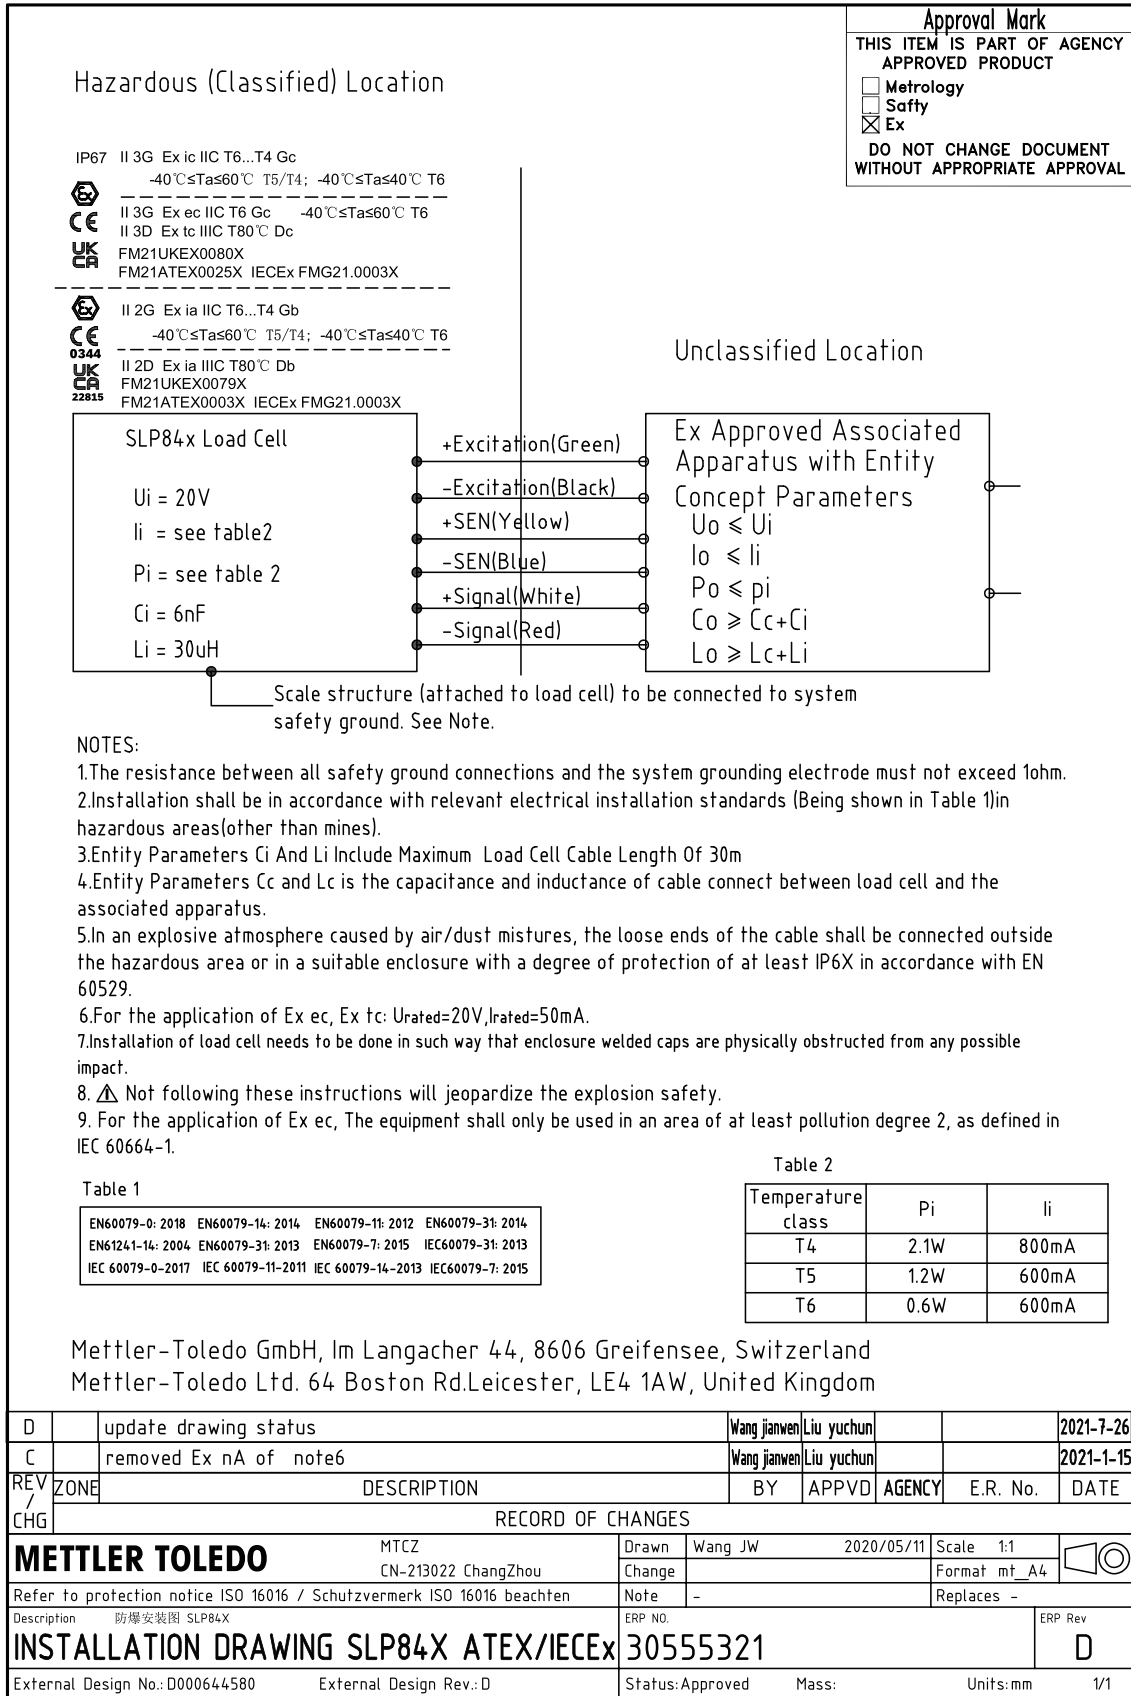 Approval Mark
THIS ITEM IS PART OF AGENCY
APPROVED PRODUCT
Metrology
Safty
Ex
DO NOT CHANGE DOCUMENT
WITHOUT APPROPRIATE APPROVAL
Hazardous (Classified) Location
IP67 II 3G Ex ic IIC T6...T4 Gc
-40℃≤Ta≤60℃ T5/T4; -40℃≤Ta≤40℃ T6
II 3G Ex ec IIC T6 Gc -40℃≤Ta≤60℃ T6
II 3D Ex tc IIIC T80℃ Dc
FM21UKEX0080X
FM21ATEX0025X IECEx FMG21.0003X
Ex
CE
UK
CA
II 2G Ex ia IIC T6...T4 Gb
-40℃≤Ta≤60℃ T5/T4; -40℃≤Ta≤40℃ T6
II 2D Ex ia IIIC T80℃ Db
FM21UKEX0079X
FM21ATEX0003X IECEx FMG21.0003X
Ex
CE
0344
UK
CA
22815
Unclassified Location
SLP84x Load Cell
Ui = 20V
Ii = see table2
Pi = see table 2
Ci = 6nF
Li = 30uH
+Excitation(Green)
-Excitation(Black)
+SEN(Yellow)
-SEN(Blue)
+Signal(White)
-Signal(Red)
Ex Approved Associated
Apparatus with Entity
Concept Parameters
Uo ⩽ Ui
Io ⩽ Ii
Po ⩽ pi
Co ⩾ Cc+Ci
Lo ⩾ Lc+Li
Scale structure (attached to load cell) to be connected to system
safety ground. See Note.
NOTES:
1.The resistance between all safety ground connections and the system grounding electrode must not exceed 1ohm.
2.Installation shall be in accordance with relevant electrical installation standards (Being shown in Table 1)in
hazardous areas(other than mines).
3.Entity Parameters Ci And Li Include Maximum Load Cell Cable Length Of 30m
4.Entity Parameters Cc and Lc is the capacitance and inductance of cable connect between load cell and the
associated apparatus.
5.In an explosive atmosphere caused by air/dust mistures, the loose ends of the cable shall be connected outside
the hazardous area or in a suitable enclosure with a degree of protection of at least IP6X in accordance with EN
60529.
6.For the application of Ex ec, Ex tc: Urated=20V,Irated=50mA.
7.Installation of load cell needs to be done in such way that enclosure welded caps are physically obstructed from any possible
impact.
8. ⚠ Not following these instructions will jeopardize the explosion safety.
9. For the application of Ex ec, The equipment shall only be used in an area of at least pollution degree 2, as defined in
IEC 60664-1.
Table 1
EN60079-0: 2018 EN60079-14: 2014 EN60079-11: 2012 EN60079-31: 2014
EN61241-14: 2004 EN60079-31: 2013 EN60079-7: 2015 IEC60079-31: 2013
IEC 60079-0-2017 IEC 60079-11-2011 IEC 60079-14-2013 IEC60079-7: 2015
Table 2
Temperature class Pi Ii
T4 2.1W 800mA
T5 1.2W 600mA
T6 0.6W 600mA
Mettler-Toledo GmbH, Im Langacher 44, 8606 Greifensee, Switzerland
Mettler-Toledo Ltd. 64 Boston Rd.Leicester, LE4 1AW, United Kingdom
D update drawing status Wang jianwen Liu yuchun 2021-7-26
C removed Ex nA of note6 Wang jianwen Liu yuchun 2021-1-15
REV / CHG ZONE DESCRIPTION BY APPVD AGENCY E.R. No. DATE
RECORD OF CHANGES
METTLER TOLEDO
MTCZ
CN-213022 ChangZhou
Drawn Wang JW 2020/05/11 Scale 1:1
Change Format mt_A4
Refer to protection notice ISO 16016 / Schutzvermerk ISO 16016 beachten
Note - Replaces -
Description 防爆安装图 SLP84X
INSTALLATION DRAWING SLP84X ATEX/IECEx
ERP NO.
30555321
ERP Rev
D
External Design No.: D000644580 External Design Rev.: D
Status:Approved Mass: Units:mm 1/1